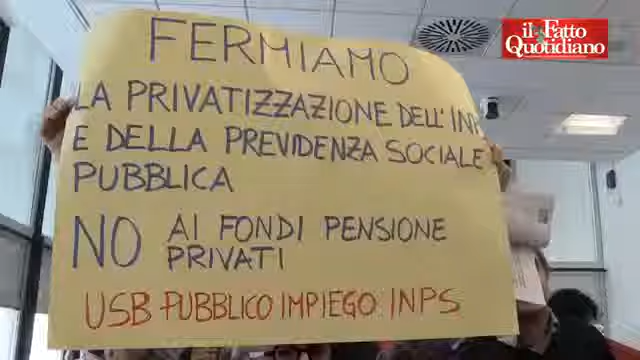 il Fatto
Quotidiano
FERMIAMO
LA PRIVATIZZAZIONE DELL'INP
E DELLA PREVIDENZA SOCIALE
PUBBLICA
NO AI FONDI PENSIONE
PRIVATI
USB PUBBLICO IMPIEGO INPS